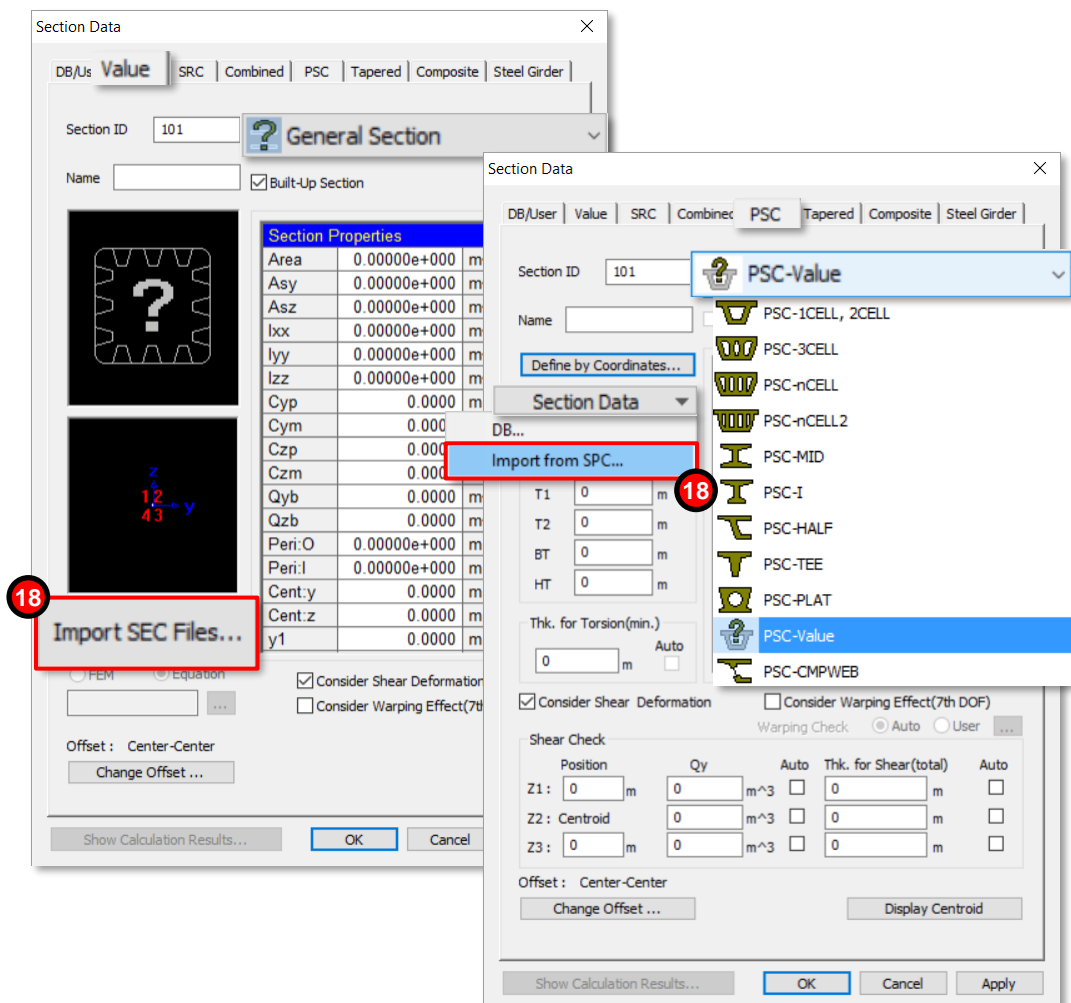 Section Data
DB/Us Value SRC Combined PSC Tapered Composite Steel Girder
Section ID 101 General Section
Name Built-Up Section
Section Properties
Area 0.00000e+000 m
Asy 0.00000e+000 m
Asz 0.00000e+000 m
Ixx 0.00000e+000 m
Iyy 0.00000e+000 m
Izz 0.00000e+000 m
Cyp 0.0000 m
Cym 0.000
Czp 0.000
Czm 0.000
Qyb 0.0000 m
Qzb 0.0000 m
Peri:O 0.00000e+000 m
Peri:I 0.00000e+000 m
Cent:y 0.0000 m
Cent:z 0.0000 m
y1 0.0000 m
?
z
1 2
y
4 3
18
Import SEC Files...
FEM Equation
...
Consider Shear Deformation
Consider Warping Effect(7th
Offset : Center-Center
Change Offset ...
Show Calculation Results... OK Cancel
Section Data
DB/User Value SRC Combined PSC Tapered Composite Steel Girder
Section ID 101 PSC-Value
Name
Define by Coordinates...
Section Data
DB...
Import from SPC...
18
T1 0 m
T2 0 m
BT 0 m
HT 0 m
Thk. for Torsion(min.)
Auto
0 m
PSC-1CELL, 2CELL
PSC-3CELL
PSC-nCELL
PSC-nCELL2
PSC-MID
PSC-I
PSC-HALF
PSC-TEE
PSC-PLAT
PSC-Value
PSC-CMPWEB
Consider Shear Deformation Consider Warping Effect(7th DOF)
Warping Check Auto User ...
Shear Check
Position Qy Auto Thk. for Shear(total) Auto
Z1 : 0 m 0 m^3 0 m
Z2 : Centroid 0 m^3 0 m
Z3 : 0 m 0 m^3 0 m
Offset : Center-Center
Change Offset ... Display Centroid
Show Calculation Results... OK Cancel Apply